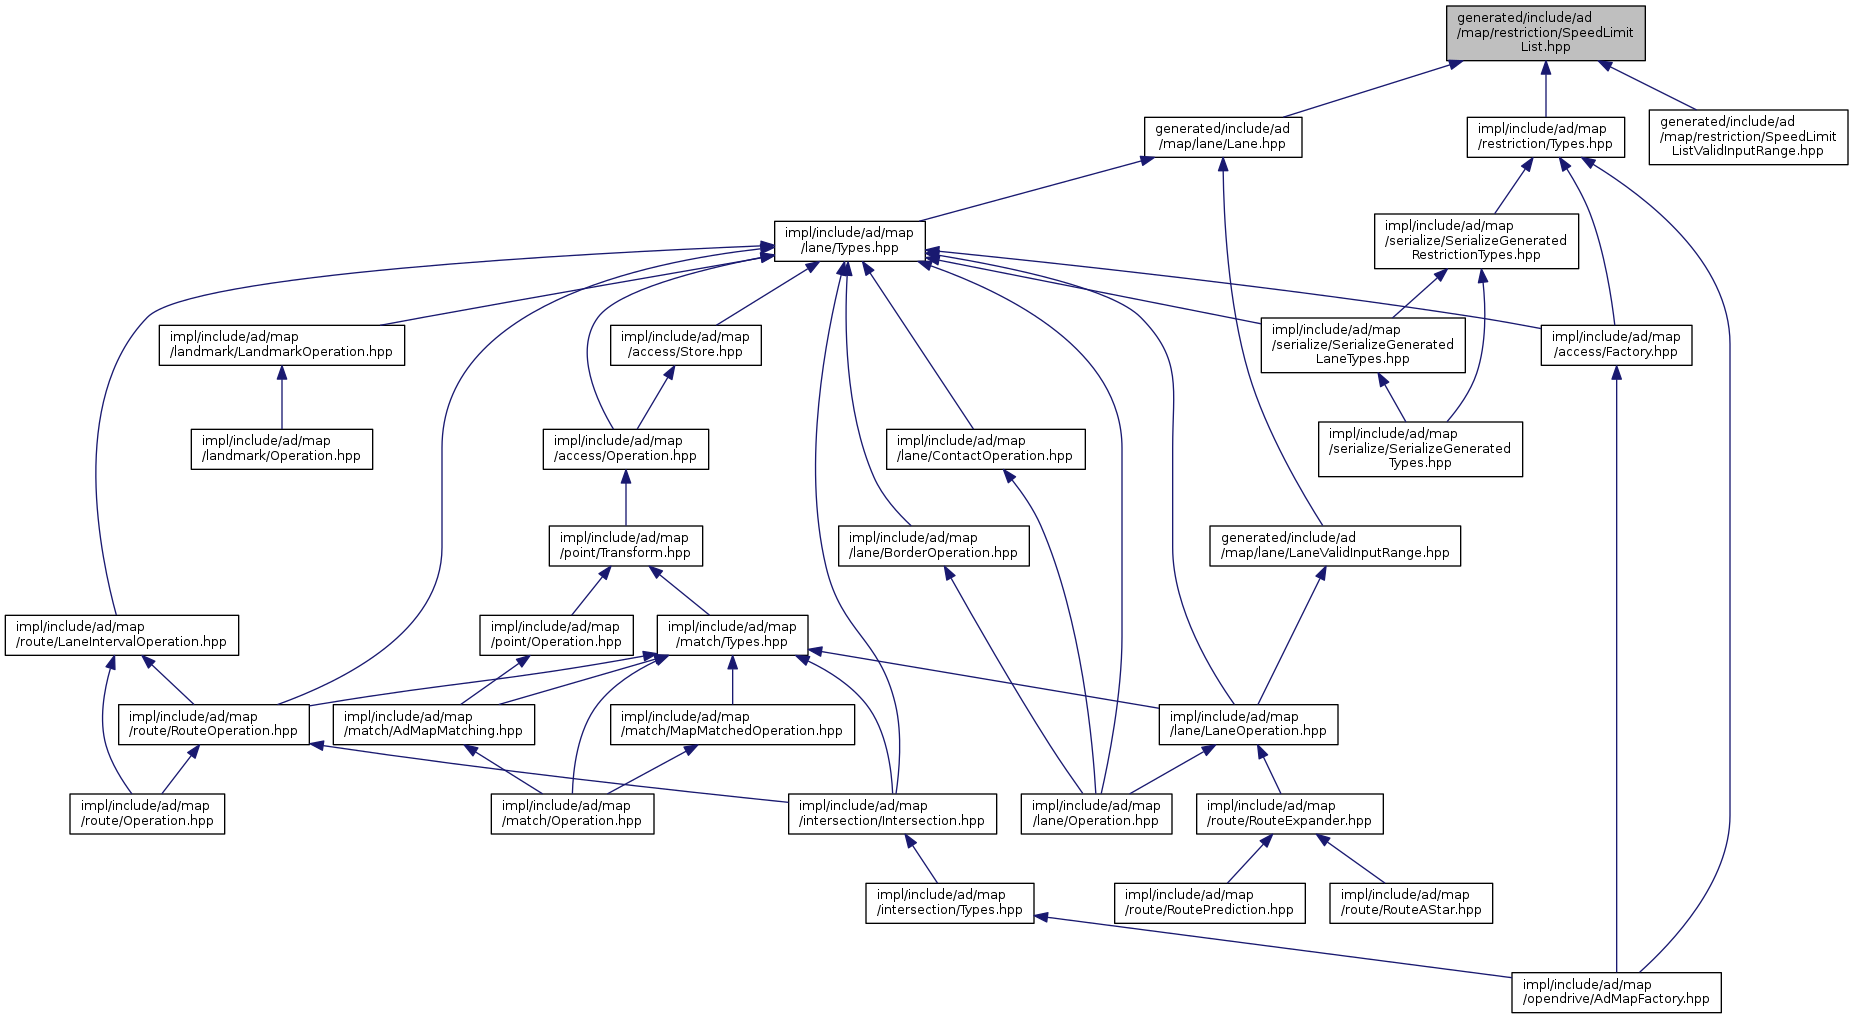 generated/include/ad
/map/restriction/SpeedLimit
List.hpp
generated/include/ad
/map/lane/Lane.hpp
impl/include/ad/map
/restriction/Types.hpp
generated/include/ad
/map/restriction/SpeedLimit
ListValidInputRange.hpp
impl/include/ad/map
/lane/Types.hpp
impl/include/ad/map
/serialize/SerializeGenerated
RestrictionTypes.hpp
impl/include/ad/map
/landmark/LandmarkOperation.hpp
impl/include/ad/map
/access/Store.hpp
impl/include/ad/map
/serialize/SerializeGenerated
LaneTypes.hpp
impl/include/ad/map
/access/Factory.hpp
impl/include/ad/map
/landmark/Operation.hpp
impl/include/ad/map
/access/Operation.hpp
impl/include/ad/map
/lane/ContactOperation.hpp
impl/include/ad/map
/serialize/SerializeGenerated
Types.hpp
impl/include/ad/map
/point/Transform.hpp
impl/include/ad/map
/lane/BorderOperation.hpp
generated/include/ad
/map/lane/LaneValidInputRange.hpp
impl/include/ad/map
/route/LaneIntervalOperation.hpp
impl/include/ad/map
/point/Operation.hpp
impl/include/ad/map
/match/Types.hpp
impl/include/ad/map
/route/RouteOperation.hpp
impl/include/ad/map
/match/AdMapMatching.hpp
impl/include/ad/map
/match/MapMatchedOperation.hpp
impl/include/ad/map
/lane/LaneOperation.hpp
impl/include/ad/map
/route/Operation.hpp
impl/include/ad/map
/match/Operation.hpp
impl/include/ad/map
/intersection/Intersection.hpp
impl/include/ad/map
/lane/Operation.hpp
impl/include/ad/map
/route/RouteExpander.hpp
impl/include/ad/map
/intersection/Types.hpp
impl/include/ad/map
/route/RoutePrediction.hpp
impl/include/ad/map
/route/RouteAStar.hpp
impl/include/ad/map
/opendrive/AdMapFactory.hpp